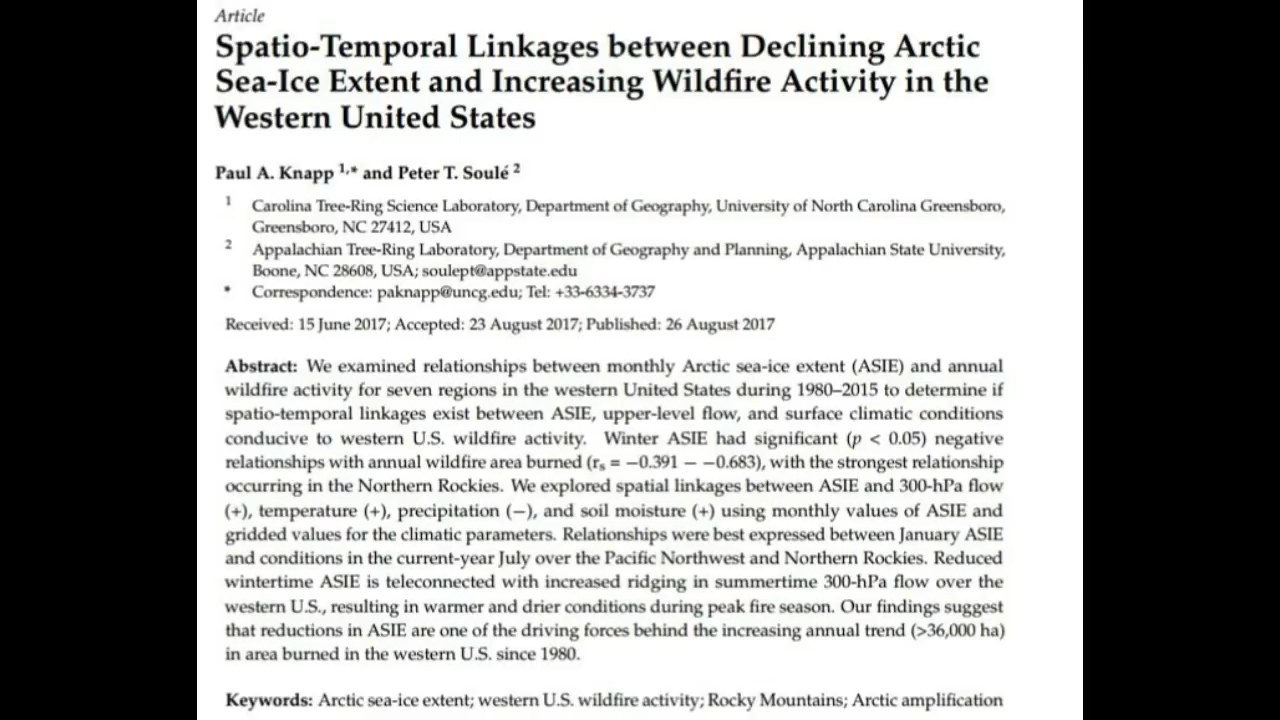 Article
Spatio-Temporal Linkages between Declining Arctic
Sea-Ice Extent and Increasing Wildfire Activity in the
Western United States
Paul A. Knapp 1,* and Peter T. Soulé 2
1 Carolina Tree-Ring Science Laboratory, Department of Geography, University of North Carolina Greensboro,
Greensboro, NC 27412, USA
2 Appalachian Tree-Ring Laboratory, Department of Geography and Planning, Appalachian State University,
Boone, NC 28608, USA; soulept@appstate.edu
* Correspondence: paknapp@uncg.edu; Tel: +33-6334-3737
Received: 15 June 2017; Accepted: 23 August 2017; Published: 26 August 2017
Abstract: We examined relationships between monthly Arctic sea-ice extent (ASIE) and annual
wildfire activity for seven regions in the western United States during 1980–2015 to determine if
spatio-temporal linkages exist between ASIE, upper-level flow, and surface climatic conditions
conducive to western U.S. wildfire activity. Winter ASIE had significant (p < 0.05) negative
relationships with annual wildfire area burned (rs = −0.391 – −0.683), with the strongest relationship
occurring in the Northern Rockies. We explored spatial linkages between ASIE and 300-hPa flow
(+), temperature (+), precipitation (−), and soil moisture (+) using monthly values of ASIE and
gridded values for the climatic parameters. Relationships were best expressed between January ASIE
and conditions in the current-year July over the Pacific Northwest and Northern Rockies. Reduced
wintertime ASIE is teleconnected with increased ridging in summertime 300-hPa flow over the
western U.S., resulting in warmer and drier conditions during peak fire season. Our findings suggest
that reductions in ASIE are one of the driving forces behind the increasing annual trend (>36,000 ha)
in area burned in the western U.S. since 1980.
Keywords: Arctic sea-ice extent; western U.S. wildfire activity; Rocky Mountains; Arctic amplification